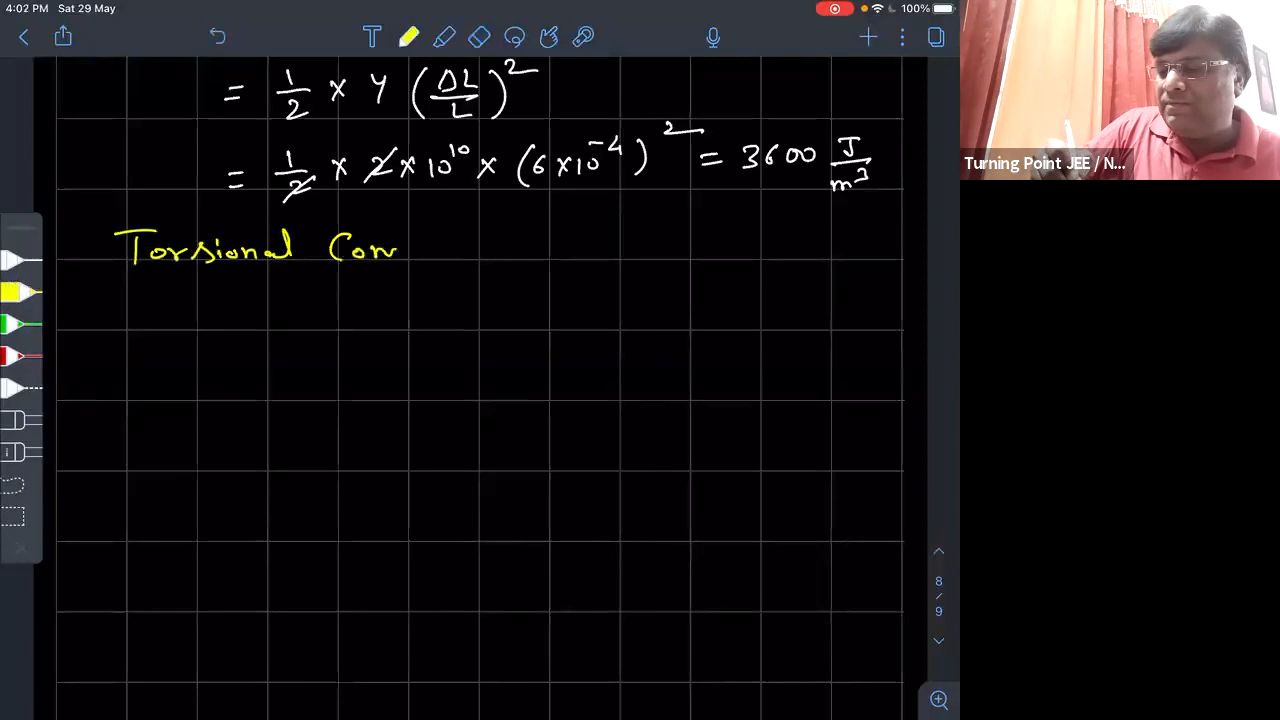 4:02 PM Sat 29 May 100%
= 1/2 × Y (ΔL/L)²
= 1/2 × 2 × 10¹⁰ × (6 × 10⁻⁴)² = 3600 J/m³
Torsional Con
8/9
Turning Point JEE / N...